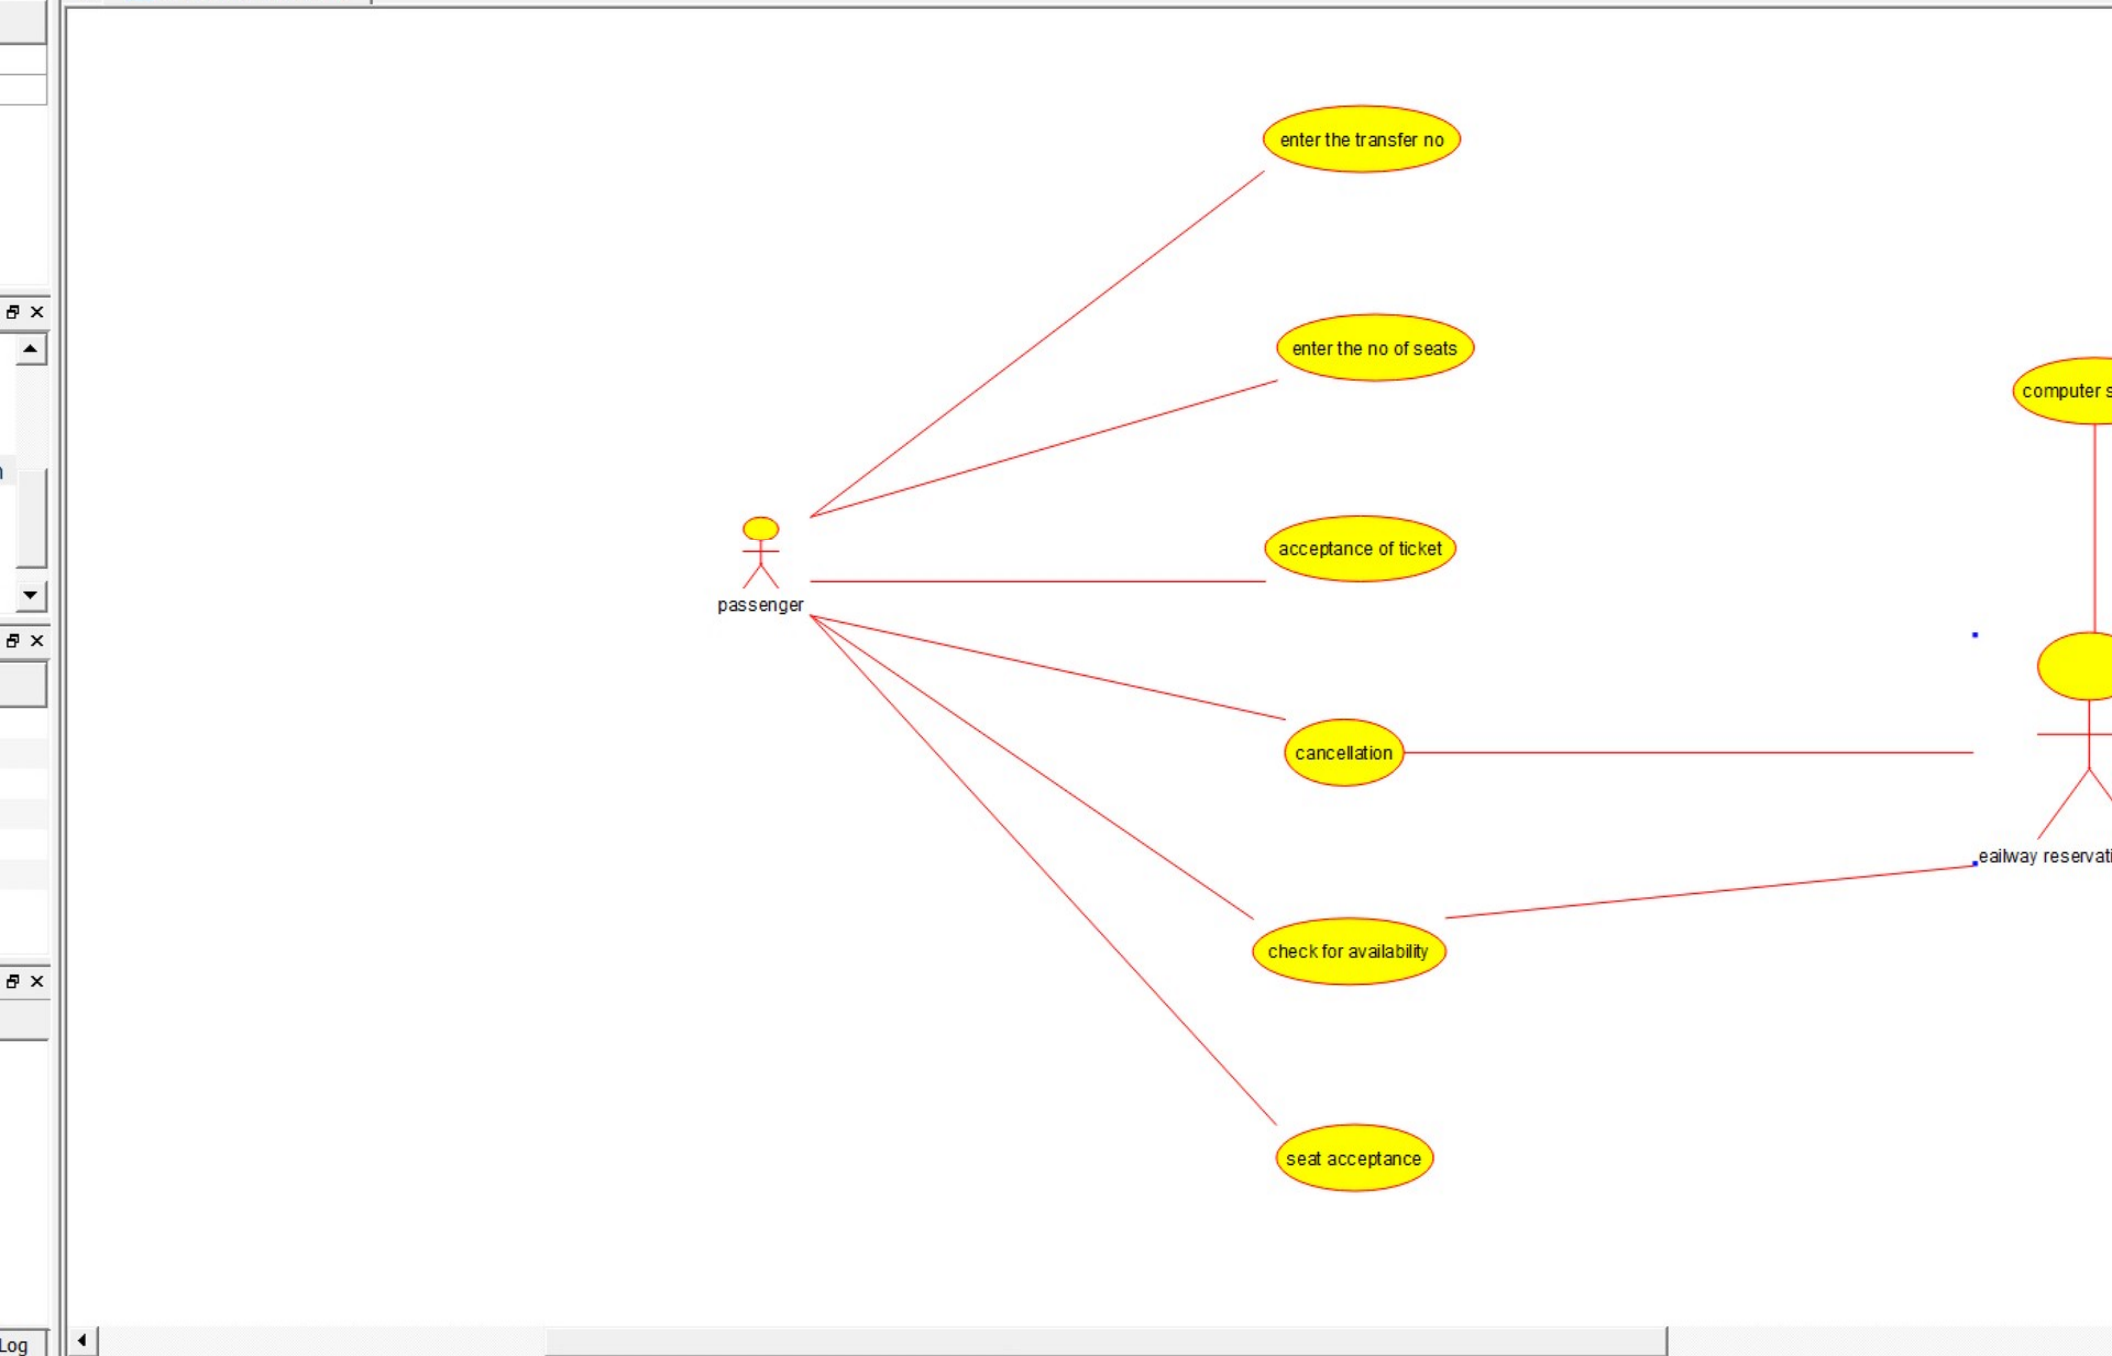 enter the transfer no
enter the no of seats
computer s
acceptance of ticket
passenger
cancellation
eailway reservati
check for availability
seat acceptance
Log